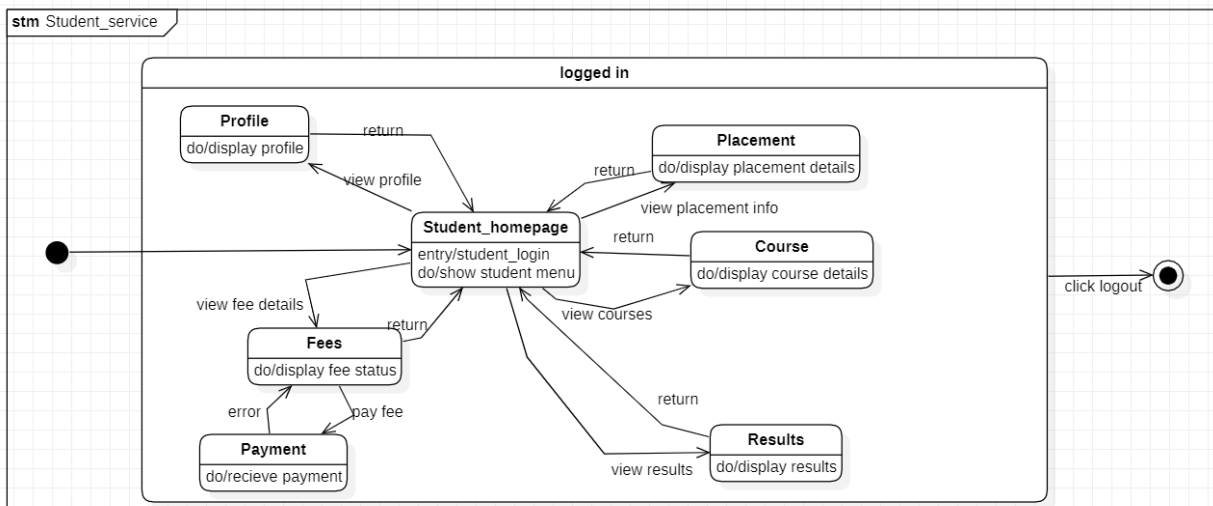 stm Student_service
logged in
Profile
do/display profile
return
view profile
Placement
do/display placement details
return
view placement info
Student_homepage
entry/student_login
do/show student menu
return
Course
do/display course details
view courses
click logout
view fee details
return
Fees
do/display fee status
error
pay fee
Payment
do/recieve payment
return
Results
do/display results
view results